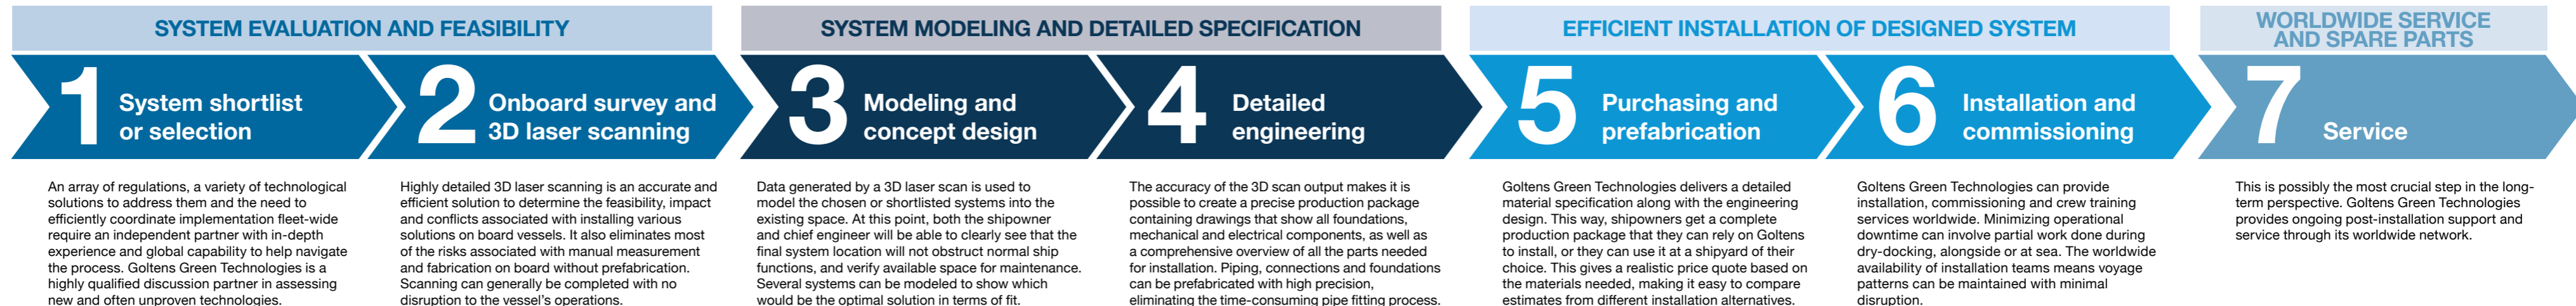 SYSTEM EVALUATION AND FEASIBILITY
SYSTEM MODELING AND DETAILED SPECIFICATION
EFFICIENT INSTALLATION OF DESIGNED SYSTEM
WORLDWIDE SERVICE
AND SPARE PARTS
1
System shortlist
or selection
2
Onboard survey and
3D laser scanning
3
Modeling and
concept design
4
Detailed
engineering
5
Purchasing and
prefabrication
6
Installation and
commissioning
7
Service
An array of regulations, a variety of technological
solutions to address them and the need to
efficiently coordinate implementation fleet-wide
require an independent partner with in-depth
experience and global capability to help navigate
the process. Goltens Green Technologies is a
highly qualified discussion partner in assessing
new and often unproven technologies.
Highly detailed 3D laser scanning is an accurate and
efficient solution to determine the feasibility, impact
and conflicts associated with installing various
solutions on board vessels. It also eliminates most
of the risks associated with manual measurement
and fabrication on board without prefabrication.
Scanning can generally be completed with no
disruption to the vessel's operations.
Data generated by a 3D laser scan is used to
model the chosen or shortlisted systems into the
existing space. At this point, both the shipowner
and chief engineer will be able to clearly see that the
final system location will not obstruct normal ship
functions, and verify available space for maintenance.
Several systems can be modeled to show which
would be the optimal solution in terms of fit.
The accuracy of the 3D scan output makes it is
possible to create a precise production package
containing drawings that show all foundations,
mechanical and electrical components, as well as
a comprehensive overview of all the parts needed
for installation. Piping, connections and foundations
can be prefabricated with high precision,
eliminating the time-consuming pipe fitting process.
Goltens Green Technologies delivers a detailed
material specification along with the engineering
design. This way, shipowners get a complete
production package that they can rely on Goltens
to install, or they can use it at a shipyard of their
choice. This gives a realistic price quote based on
the materials needed, making it easy to compare
estimates from different installation alternatives.
Goltens Green Technologies can provide
installation, commissioning and crew training
services worldwide. Minimizing operational
downtime can involve partial work done during
dry-docking, alongside or at sea. The worldwide
availability of installation teams means voyage
patterns can be maintained with minimal
disruption.
This is possibly the most crucial step in the long-
term perspective. Goltens Green Technologies
provides ongoing post-installation support and
service through its worldwide network.